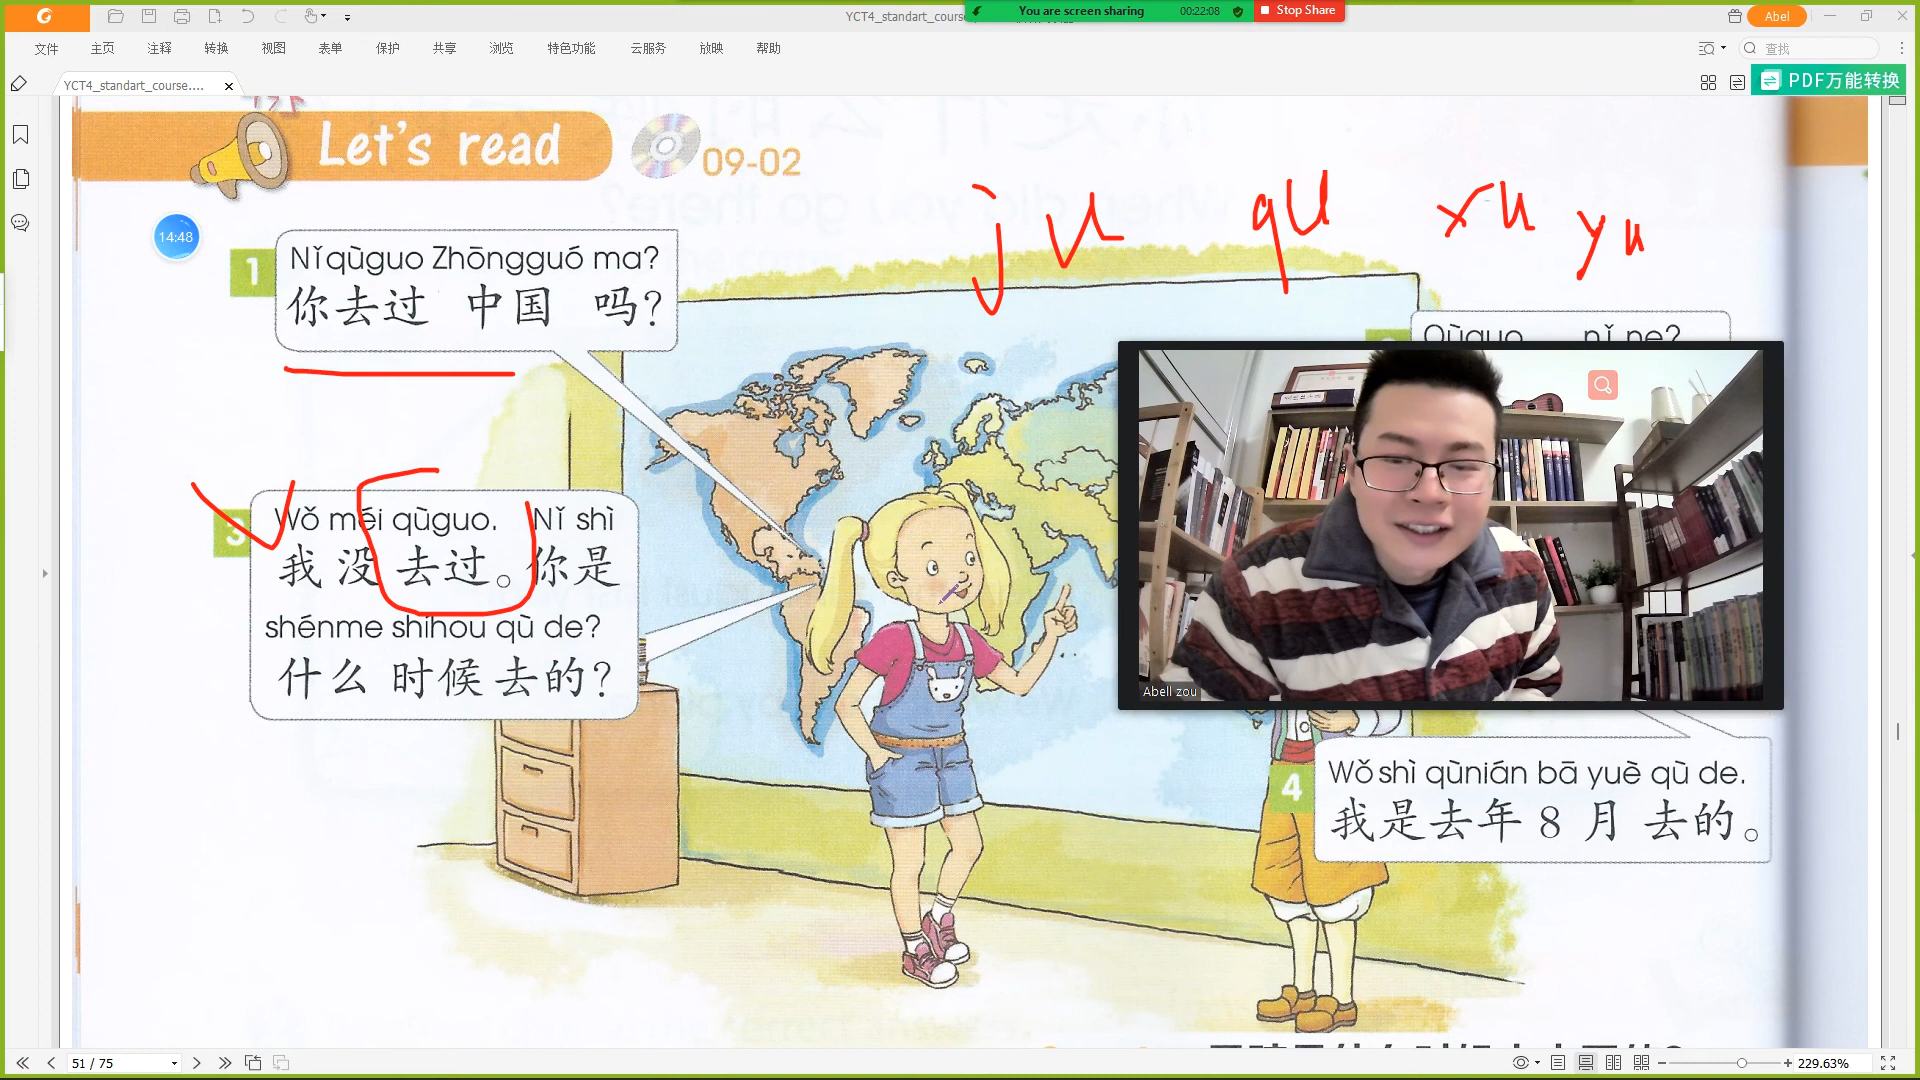 YCT4_standart_course
You are screen sharing
00:22:08
Stop Share
Abel
文件
主页
注释
转换
视图
表单
保护
共享
浏览
特色功能
云服务
放映
帮助
查找
YCT4_standart_course....
PDF万能转换
Let's read
09-02
ju qu xu yu
14:48
1
Nǐ qùguo Zhōngguó ma?
你去过 中国 吗?
Qùguo nǐ ne?
3
Wǒ méi qùguo. Nǐ shì
我 没 去过。你是
shénme shíhou qù de?
什么 时候 去的?
Abell zou
4
Wǒ shì qùnián bā yuè qù de.
我是去年 8 月 去的。
51 / 75
229.63%